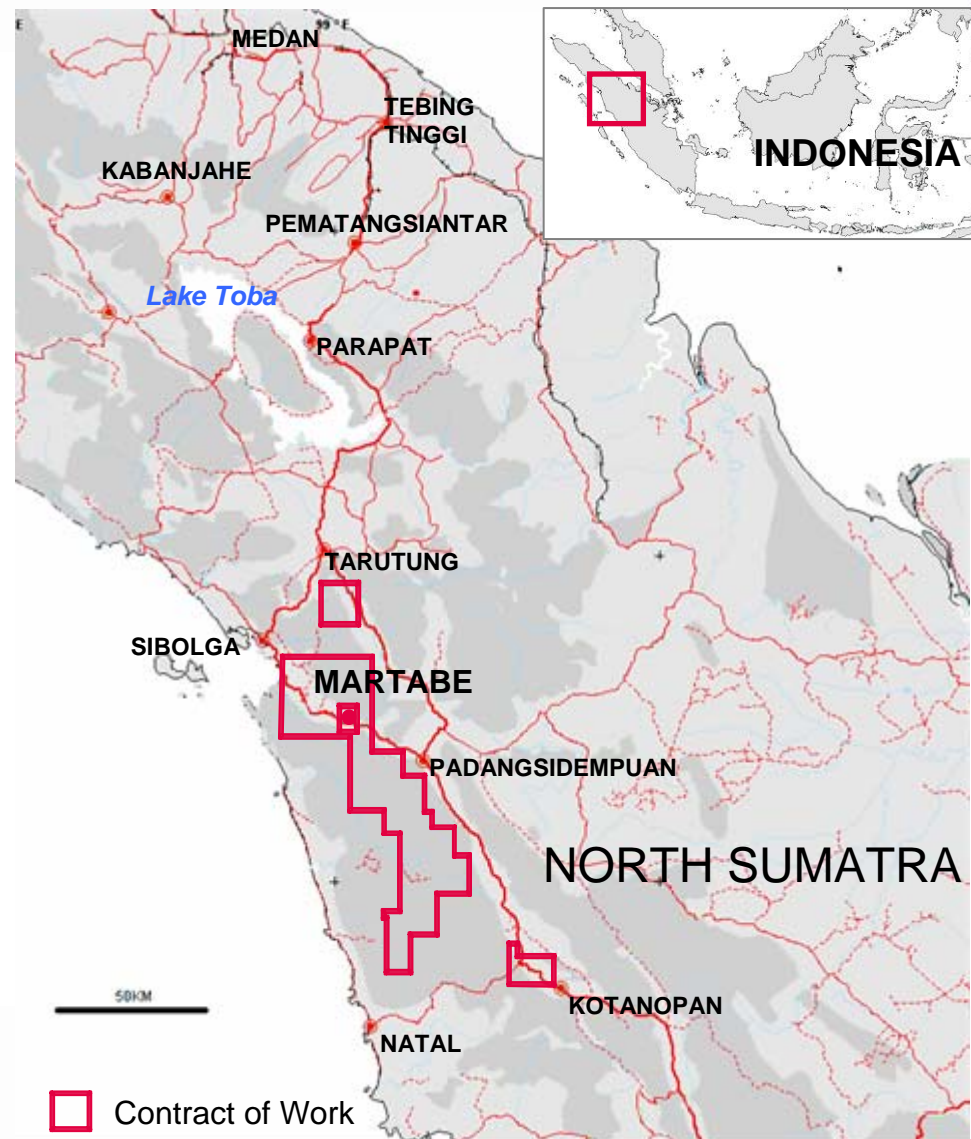 E
99°E
E
MEDAN
TEBING
TINGGI
KABANJAHE
INDONESIA
PEMATANGSIANTAR
Lake Toba
PARAPAT
TARUTUNG
SIBOLGA
MARTABE
PADANGSIDEMPUAN
NORTH SUMATRA
50KM
KOTANOPAN
NATAL
Contract of Work